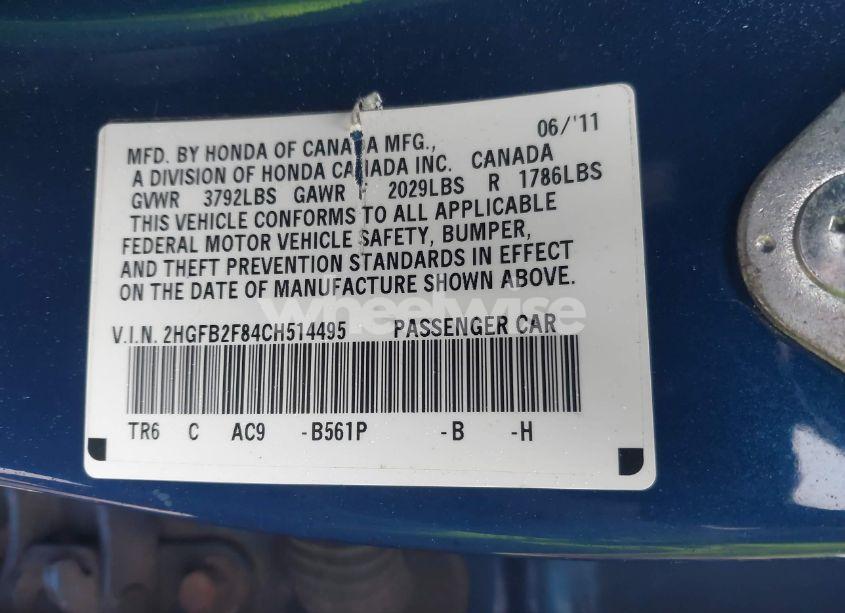 06/'11
MFD. BY HONDA OF CANADA MFG.,
A DIVISION OF HONDA CANADA INC. CANADA
GVWR 3792LBS GAWR 2029LBS R 1786LBS
THIS VEHICLE CONFORMS TO ALL APPLICABLE
FEDERAL MOTOR VEHICLE SAFETY, BUMPER,
AND THEFT PREVENTION STANDARDS IN EFFECT
ON THE DATE OF MANUFACTURE SHOWN ABOVE.
wheelwise
V.I.N. 2HGFB2F84CH514495 PASSENGER CAR
TR6 C AC9 -B561P -B -H